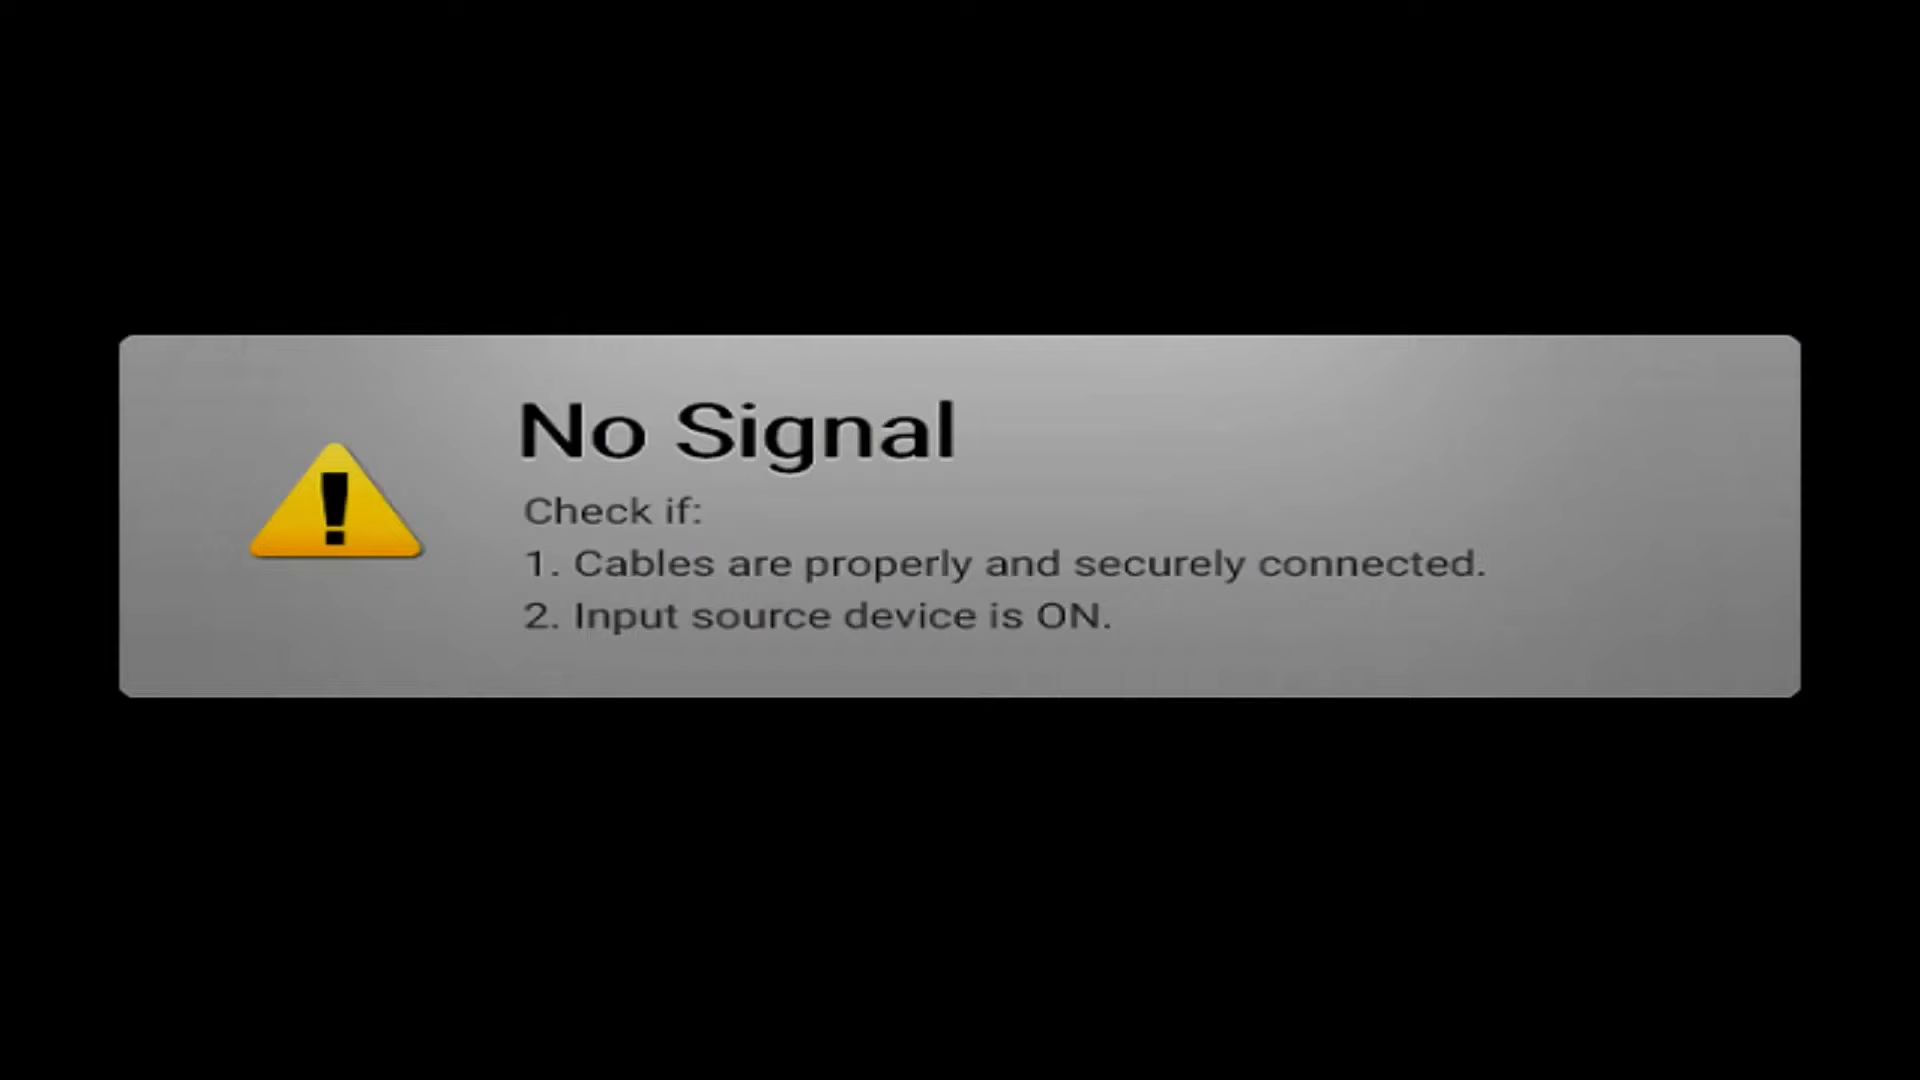 No Signal
Check if:
1. Cables are properly and securely connected.
2. Input source device is ON.